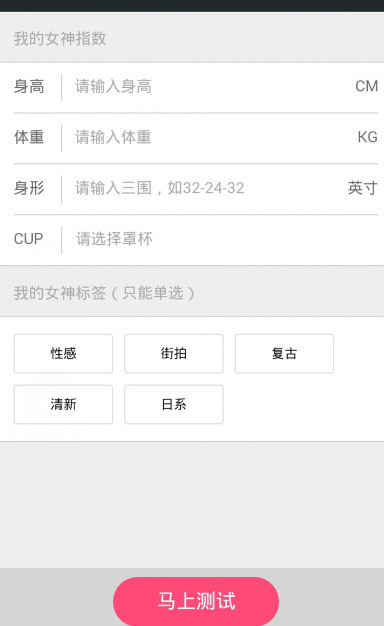 我的女神指数
身高 请输入身高 CM
体重 请输入体重 KG
身形 请输入三围，如32-24-32 英寸
CUP 请选择罩杯
我的女神标签（只能单选）
性感 街拍 复古
清新 日系
马上测试